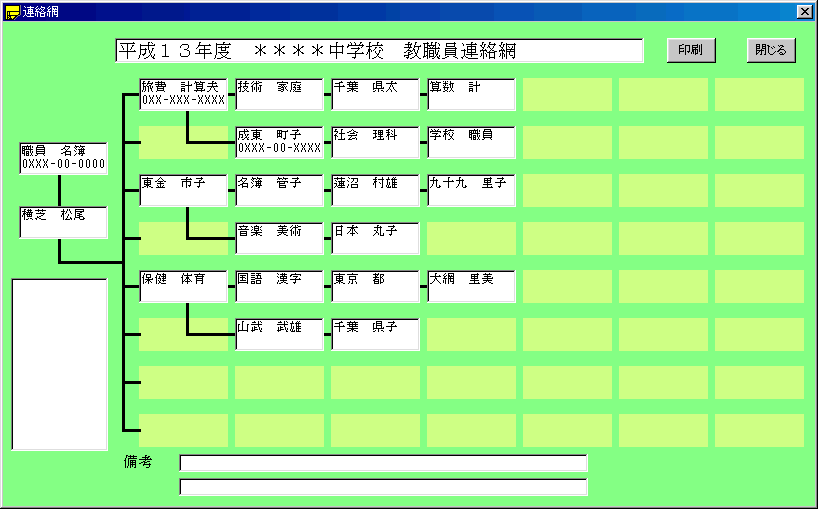 連絡網
平成１３年度　＊＊＊＊中学校　教職員連絡網
印刷
閉じる
旅費　計算夫
0XX-XXX-XXXX
技術　家庭
千葉　県太
算数　計
職員　名簿
0XXX-00-0000
成東　町子
0XXX-00-XXXX
社会　理科
学校　職員
横芝　松尾
東金　市子
名簿　管子
蓮沼　村雄
九十九　里子
音楽　美術
日本　丸子
保健　体育
国語　漢字
東京　都
大網　里美
山武　武雄
千葉　県子
備考